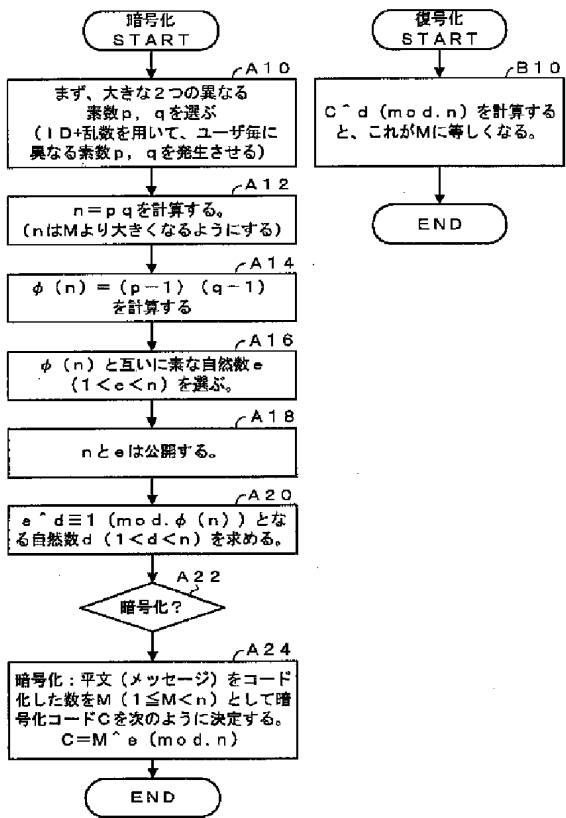 暗号化
START
A10
まず、大きな2つの異なる
素数p,qを選ぶ
(ID+乱数を用いて、ユーザ毎に
異なる素数p,qを発生させる)
A12
n=pqを計算する。
(nはMより大きくなるようにする)
A14
φ(n)=(p-1)(q-1)
を計算する
A16
φ(n)と互いに素な自然数e
(1<e<n)を選ぶ。
A18
nとeは公開する。
A20
e^d≡1(mod.φ(n))とな
る自然数d(1<d<n)を求める。
A22
暗号化?
A24
暗号化:平文(メッセージ)をコード
化した数をM(1≦M<n)として暗
号化コードCを次のように決定する。
C=M^e(mod.n)
END
復号化
START
B10
C^d(mod.n)を計算する
と、これがMに等しくなる。
END